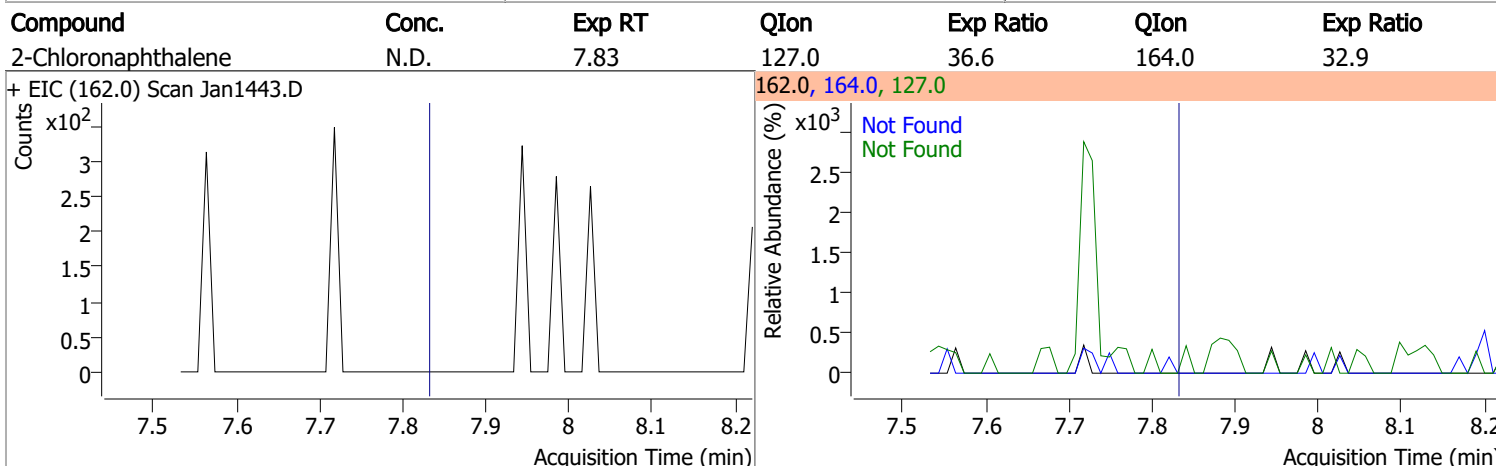 Compound Conc. Exp RT QIon Exp Ratio QIon Exp Ratio
2-Chloronaphthalene N.D. 7.83 127.0 36.6 164.0 32.9
+ EIC (162.0) Scan Jan1443.D
Counts
x10²
3
2.5
2
1.5
1
0.5
0
7.5 7.6 7.7 7.8 7.9 8 8.1 8.2
Acquisition Time (min)
162.0, 164.0, 127.0
Relative Abundance (%)
x10³
Not Found
Not Found
2.5
2
1.5
1
0.5
0
7.5 7.6 7.7 7.8 7.9 8 8.1 8.2
Acquisition Time (min)